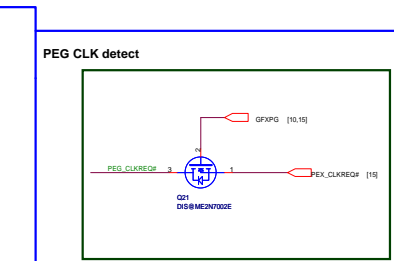 PEG CLK detect
GFXPG [10,15]
2
PEG_CLKREQ# 3 1 PEX_CLKREQ# [15]
Q21
DIS@ME2N7002E